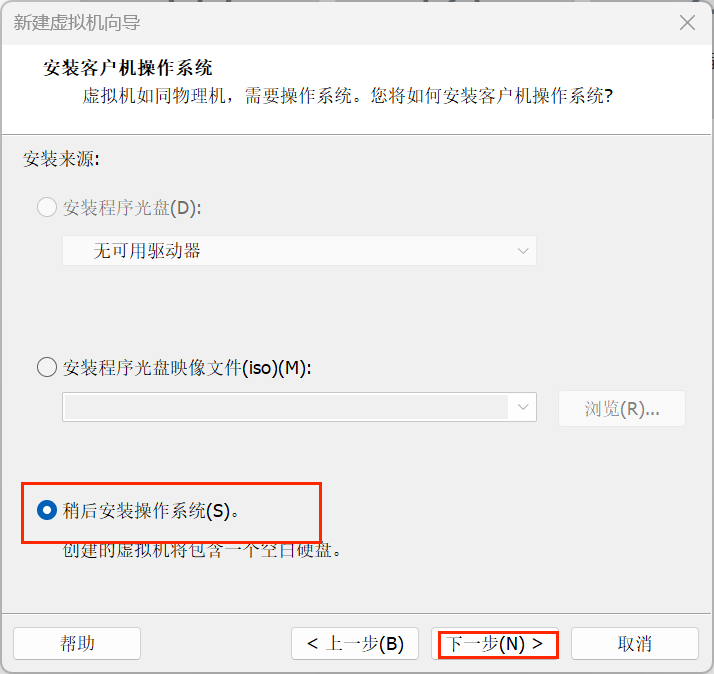 新建虚拟机向导
安装客户机操作系统
虚拟机如同物理机，需要操作系统。您将如何安装客户机操作系统?
安装来源:
安装程序光盘(D):
无可用驱动器
安装程序光盘映像文件(iso)(M):
浏览(R)...
稍后安装操作系统(S)。
创建的虚拟机将包含一个空白硬盘。
帮助
< 上一步(B)
下一步(N) >
取消